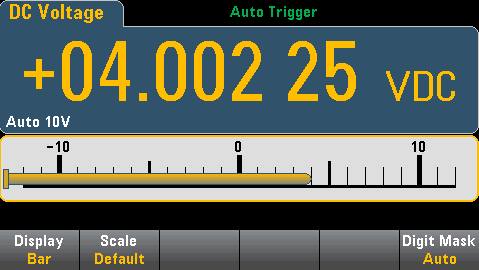 DC Voltage
Auto Trigger
+04.002 25 VDC
Auto 10V
-10 0 10
Display Scale Digit Mask
Bar Default Auto